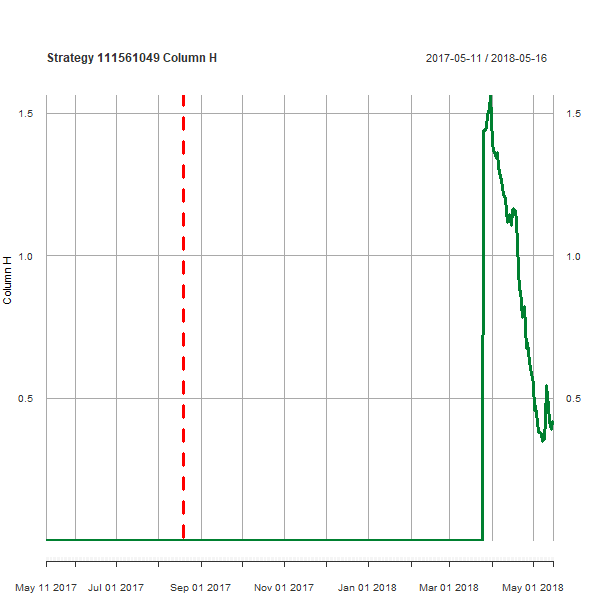 Strategy 111561049 Column H
2017-05-11 / 2018-05-16
1.5 1.5
1.0 1.0
0.5 0.5
Column H
May 11 2017 Jul 01 2017 Sep 01 2017 Nov 01 2017 Jan 01 2018 Mar 01 2018 May 01 2018